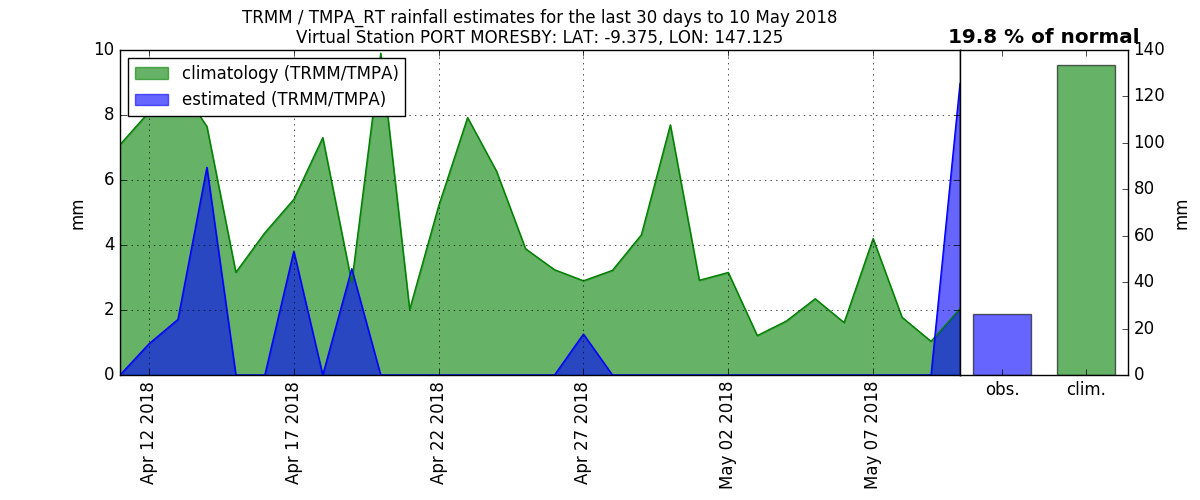 TRMM / TMPA_RT rainfall estimates for the last 30 days to 10 May 2018
Virtual Station PORT MORESBY: LAT: -9.375, LON: 147.125
19.8 % of normal
climatology (TRMM/TMPA)
estimated (TRMM/TMPA)
10
8
6
4
2
0
mm
140
120
100
80
60
40
20
0
mm
Apr 12 2018
Apr 17 2018
Apr 22 2018
Apr 27 2018
May 02 2018
May 07 2018
obs.
clim.